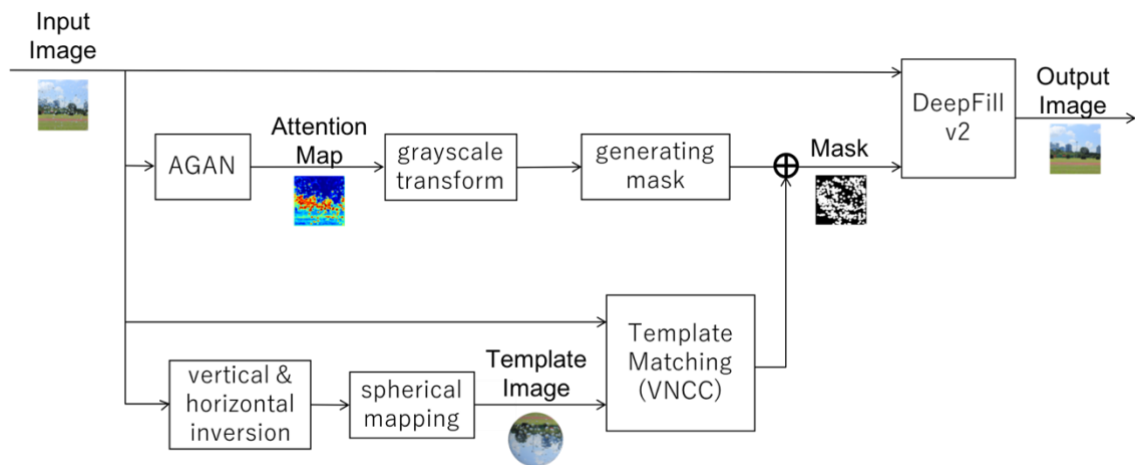 Input
Image
AGAN
Attention
Map
grayscale
transform
generating
mask
Mask
DeepFill
v2
Output
Image
vertical &
horizontal
inversion
spherical
mapping
Template
Image
Template
Matching
(VNCC)